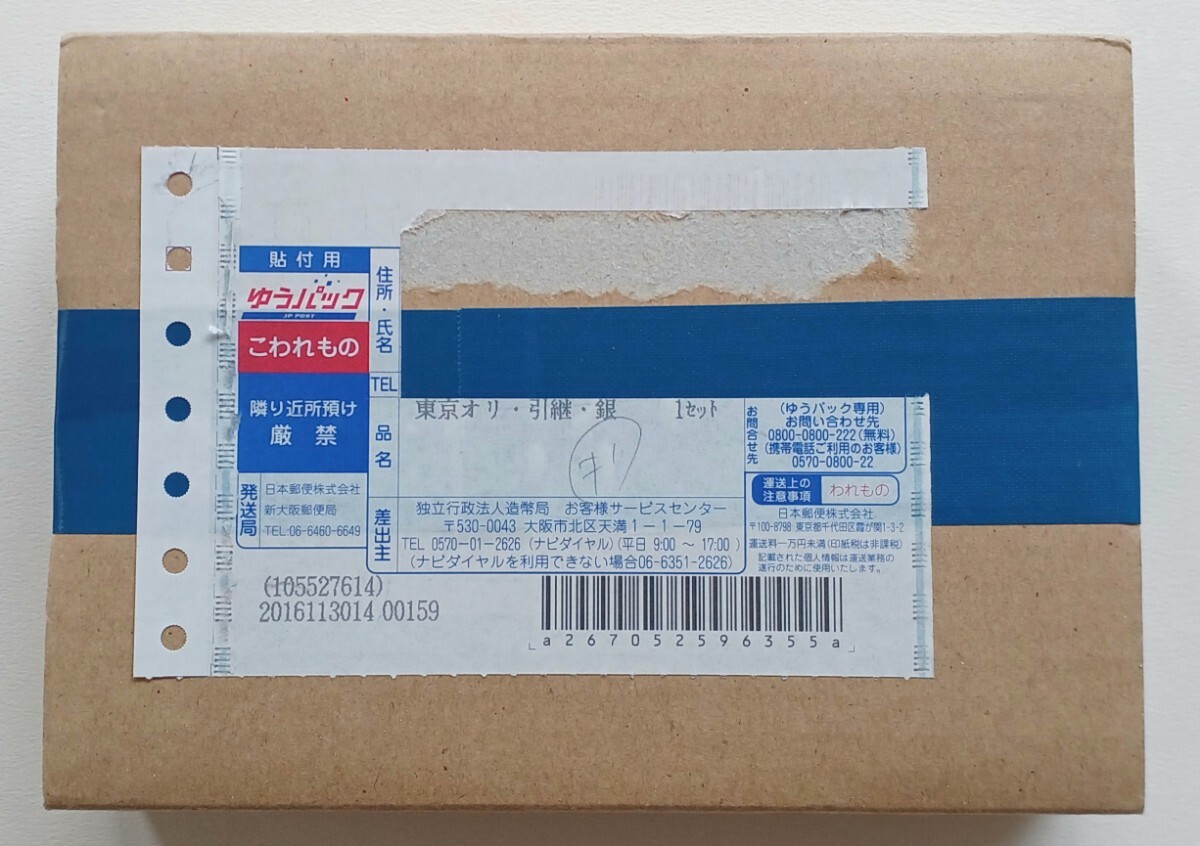 貼付用
ゆうパック
JP POST
こわれもの
隣り近所預け
厳禁
発送局
日本郵便株式会社
新大阪郵便局
TEL:06-6460-6649
住所・氏名
TEL
品名
東京オリ・引継・銀 1セット
差出主
独立行政法人造幣局 お客様サービスセンター
〒530-0043 大阪市北区天満1-1-79
TEL 0570-01-2626 (ナビダイヤル)(平日 9:00 ~ 17:00)
(ナビダイヤルを利用できない場合06-6351-2626)
お問合せ先
(ゆうパック専用)
お問い合わせ先
0800-0800-222(無料)
(携帯電話ご利用のお客様)
0570-0800-22
運送上の
注意事項
われもの
日本郵便株式会社
〒100-8798 東京都千代田区霞が関1-3-2
運送料一万円未満(印紙税は非課税)
記載された個人情報は運送業務の
遂行のために使用いたします。
(105527614)
2016113014 00159
a267052596355a